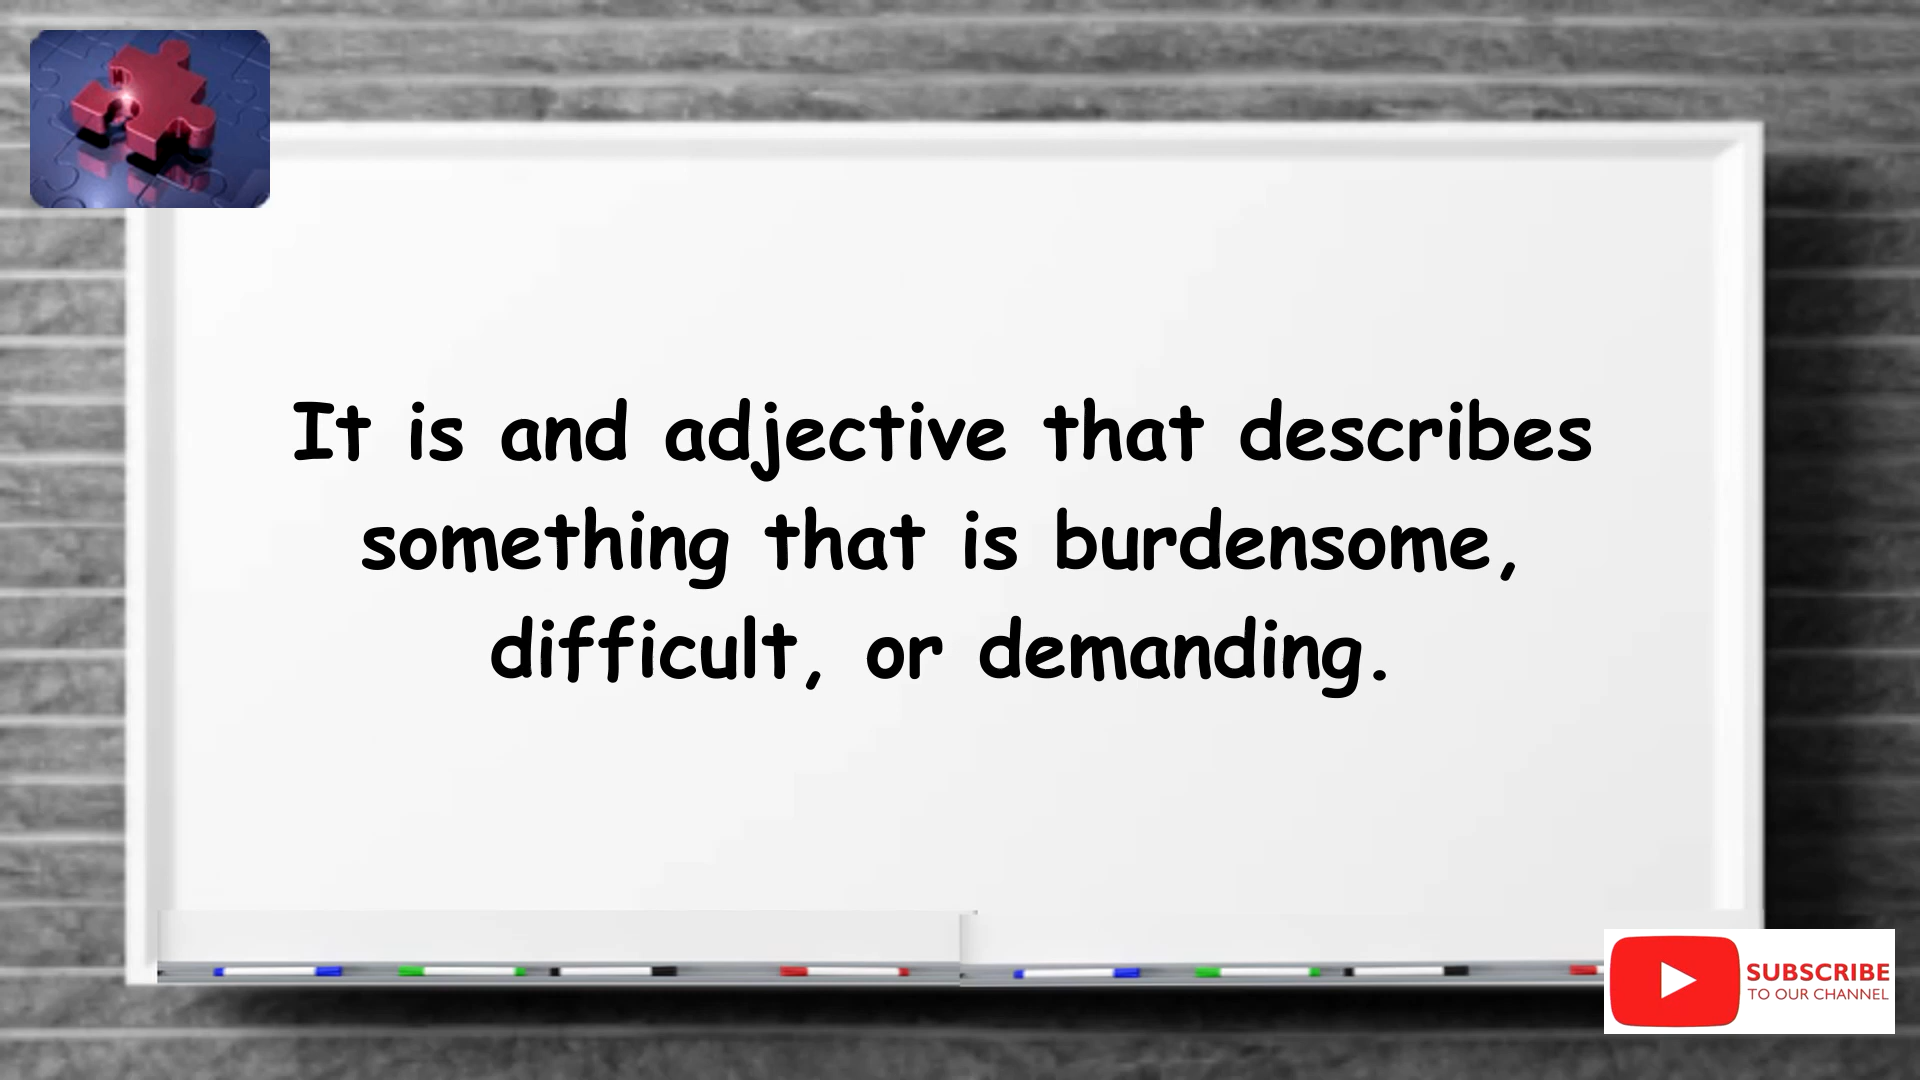 It is and adjective that describes
something that is burdensome,
difficult, or demanding.
SUBSCRIBE
TO OUR CHANNEL